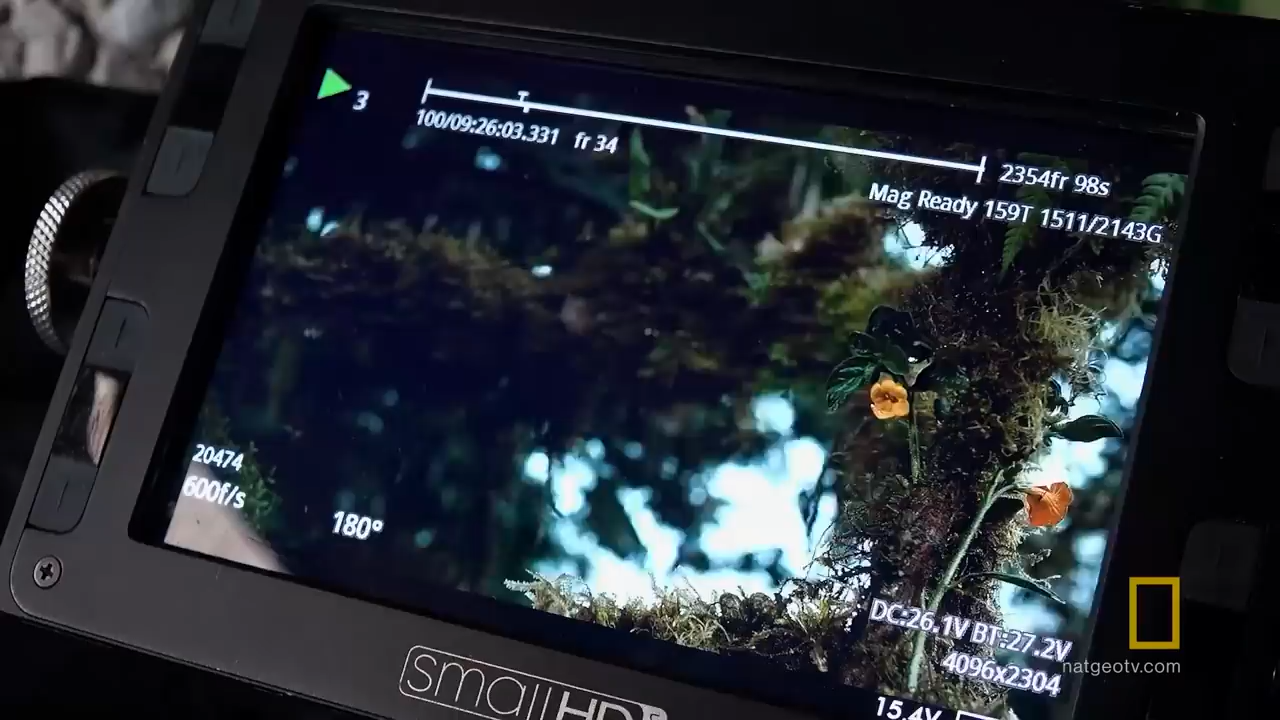 3
100/09:26:03.331 fr 34
2354fr 98s
Mag Ready 159T 1511/2143G
20474
600f/s
180°
DC:26.1V BT:27.2V
4096x2304
natgeotv.com
15.4V
smallHD